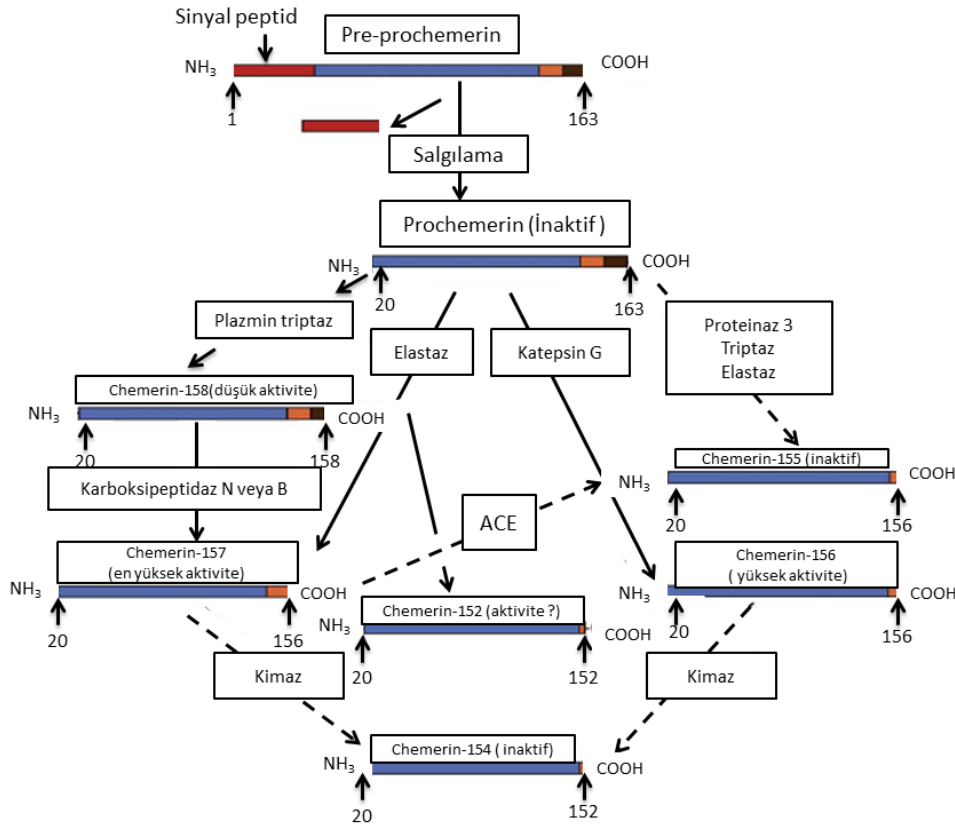 Sinyal peptid
Pre-prochemerin
NH3
COOH
1
163
Salgılama
Prochemerin (İnaktif )
NH3
COOH
20
163
Plazmin triptaz
Elastaz
Katepsin G
Proteinaz 3
Triptaz
Elastaz
Chemerin-158(düşük aktivite)
NH3
COOH
20
158
Karboksipeptidaz N veya B
ACE
Chemerin-155 (inaktif)
NH3
COOH
20
156
Chemerin-157
(en yüksek aktivite)
NH3
COOH
20
156
Chemerin-152 (aktivite ?)
NH3
COOH
20
152
Chemerin-156
( yüksek aktivite)
NH3
COOH
20
156
Kimaz
Kimaz
Chemerin-154 ( inaktif)
NH3
COOH
20
152